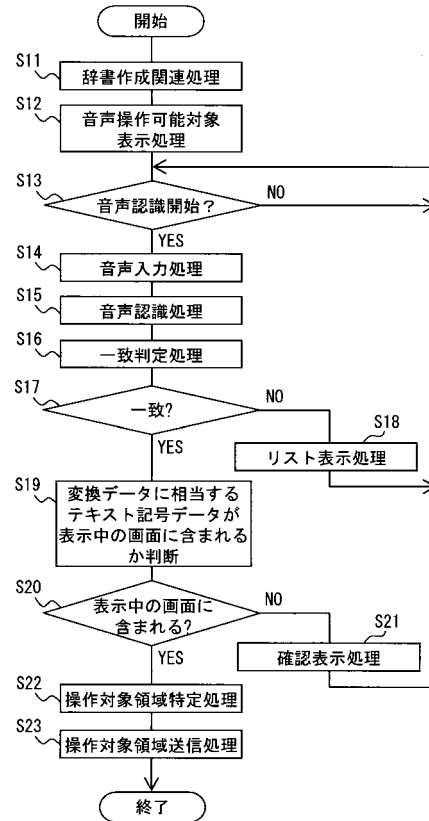 開始
S11
辞書作成関連処理
S12
音声操作可能対象
表示処理
S13
音声認識開始？
NO
YES
S14
音声入力処理
S15
音声認識処理
S16
一致判定処理
S17
一致?
NO
YES
S18
リスト表示処理
S19
変換データに相当する
テキスト記号データが
表示中の画面に含まれる
か判断
S20
表示中の画面に
含まれる?
NO
YES
S21
確認表示処理
S22
操作対象領域特定処理
S23
操作対象領域送信処理
終了